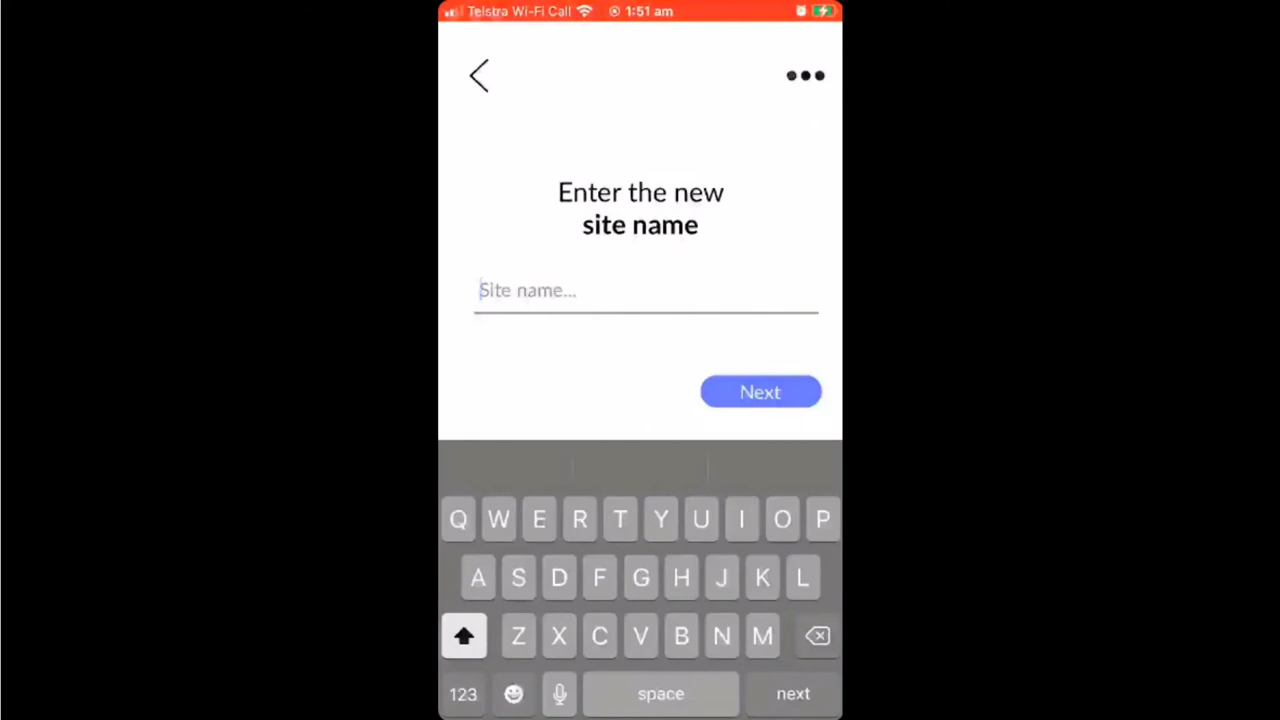 Telstra Wi-Fi Call 1:51 am
Enter the new
site name
Site name...
Next
Q W E R T Y U I O P
A S D F G H J K L
Z X C V B N M
123 space next